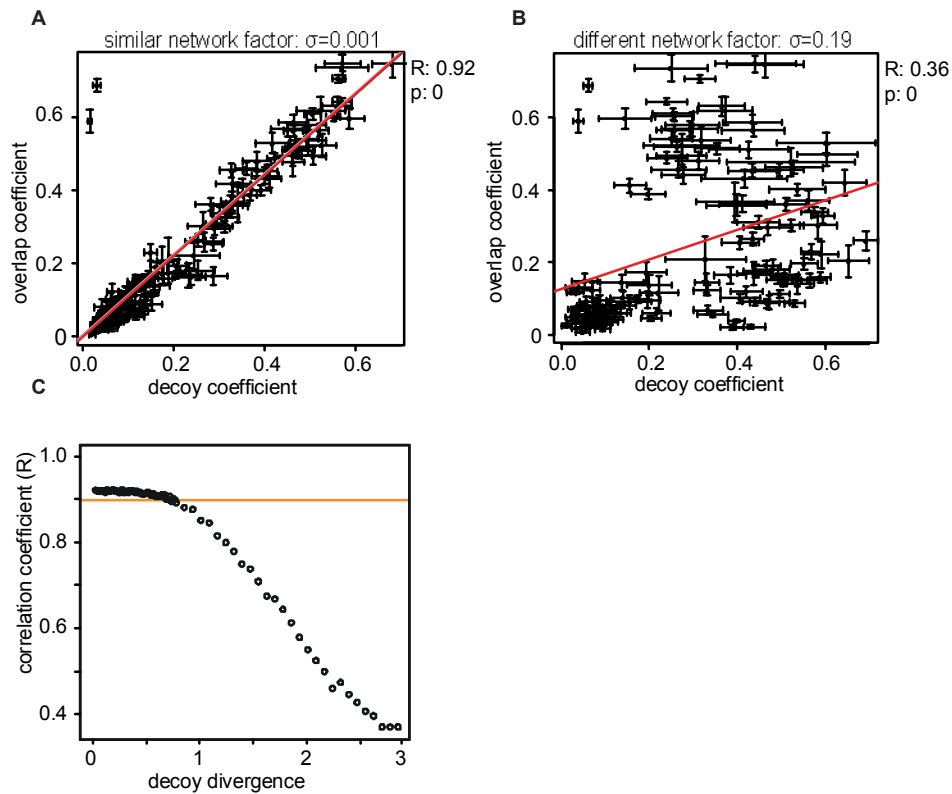 A
similar network factor: σ=0.001
R: 0.92
p: 0
overlap coefficient
0.6
0.4
0.2
0
0.0
0.2
0.4
0.6
decoy coefficient
B
different network factor: σ=0.19
R: 0.36
p: 0
overlap coefficient
0.6
0.4
0.2
0
0.0
0.2
0.4
0.6
decoy coefficient
C
correlation coefficient (R)
1.0
0.9
0.8
0.6
0.4
0
1
2
3
decoy divergence